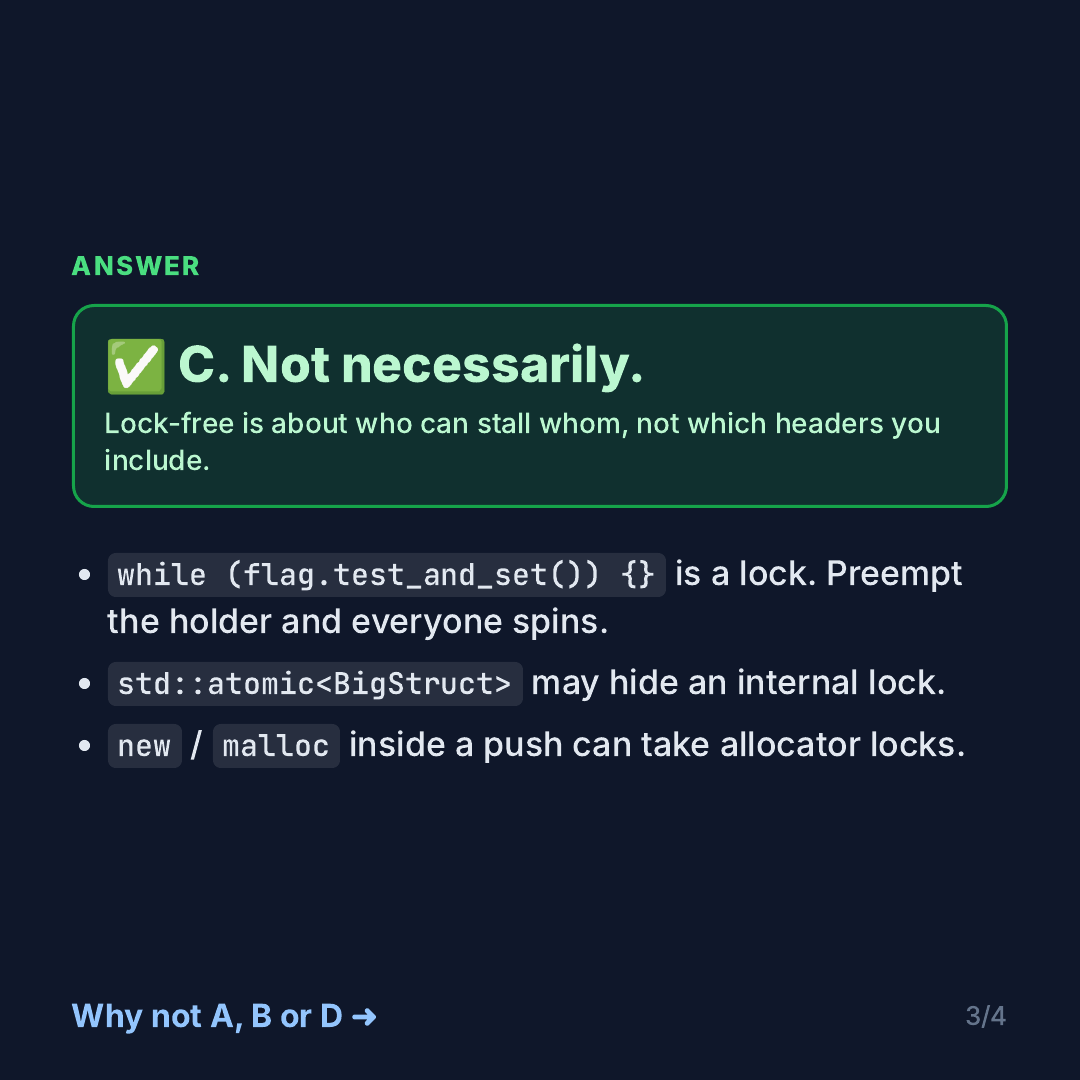 ANSWER
✅ C. Not necessarily.
Lock-free is about who can stall whom, not which headers you
include.
• while (flag.test_and_set()) {} is a lock. Preempt
the holder and everyone spins.
• std::atomic<BigStruct> may hide an internal lock.
• new / malloc inside a push can take allocator locks.
Why not A, B or D ➜
3/4